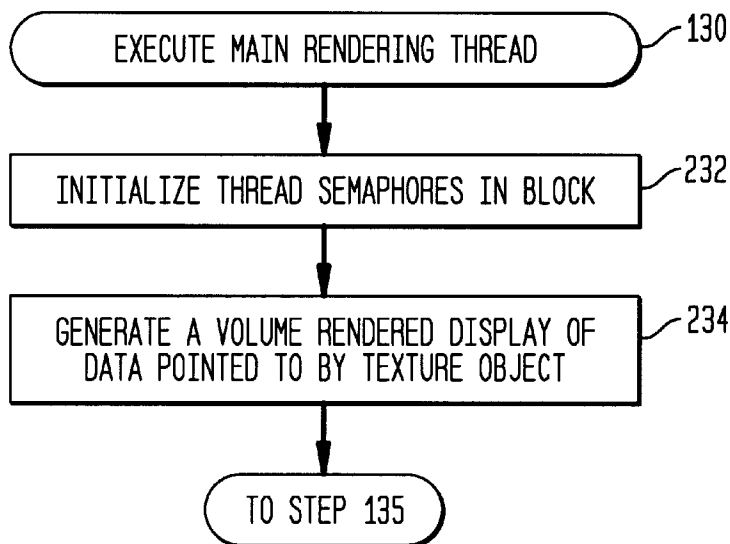 EXECUTE MAIN RENDERING THREAD
130
INITIALIZE THREAD SEMAPHORES IN BLOCK
232
GENERATE A VOLUME RENDERED DISPLAY OF
DATA POINTED TO BY TEXTURE OBJECT
234
TO STEP 135